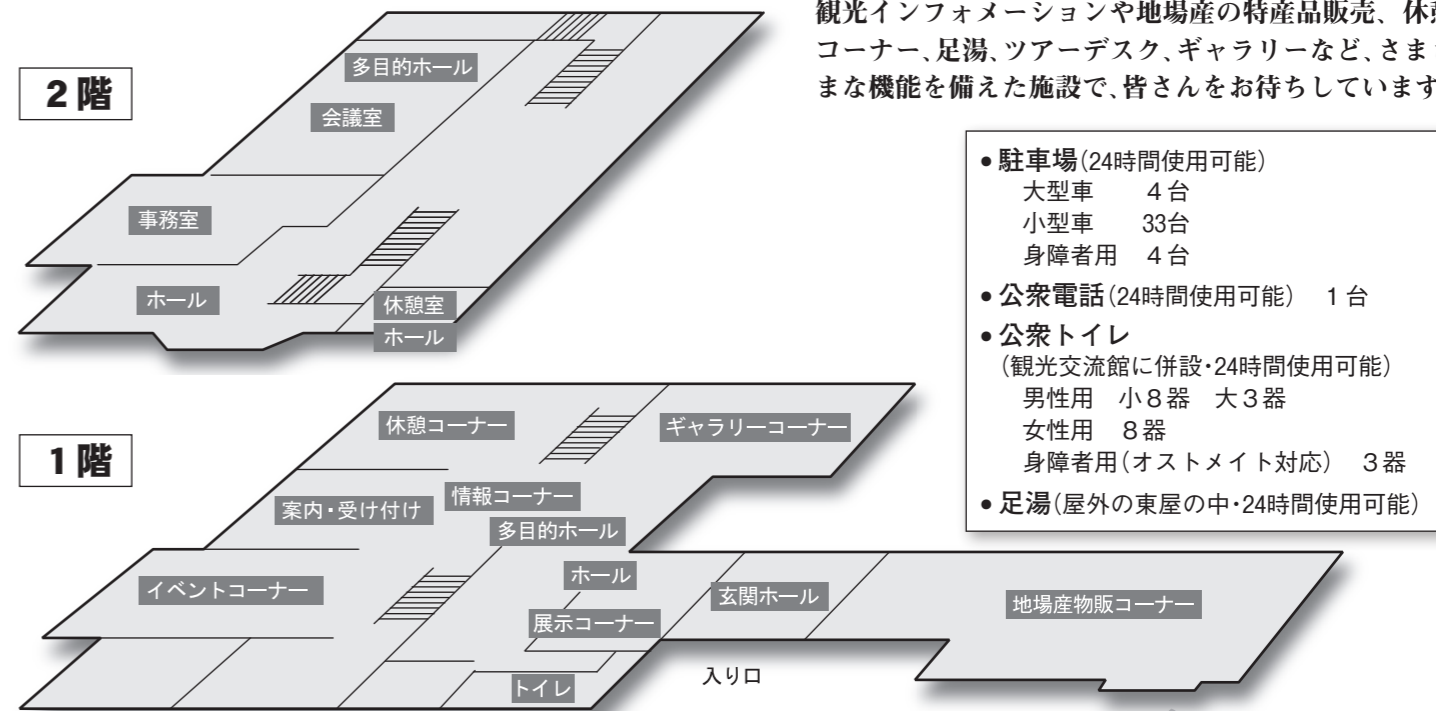 観光インフォメーションや地場産の特産品販売、休
コーナー、足湯、ツアーデスク、ギャラリーなど、さま
まな機能を備えた施設で、皆さんをお待ちしています
2階
多目的ホール
会議室
事務室
ホール
休憩室
ホール
• 駐車場(24時間使用可能)
大型車 4台
小型車 33台
身障者用 4台
• 公衆電話(24時間使用可能) 1台
• 公衆トイレ
(観光交流館に併設・24時間使用可能)
男性用 小8器 大3器
女性用 8器
身障者用(オストメイト対応) 3器
• 足湯(屋外の東屋の中・24時間使用可能)
1階
休憩コーナー
ギャラリーコーナー
情報コーナー
案内・受け付け
多目的ホール
ホール
イベントコーナー
玄関ホール
地場産物販コーナー
展示コーナー
入り口
トイレ